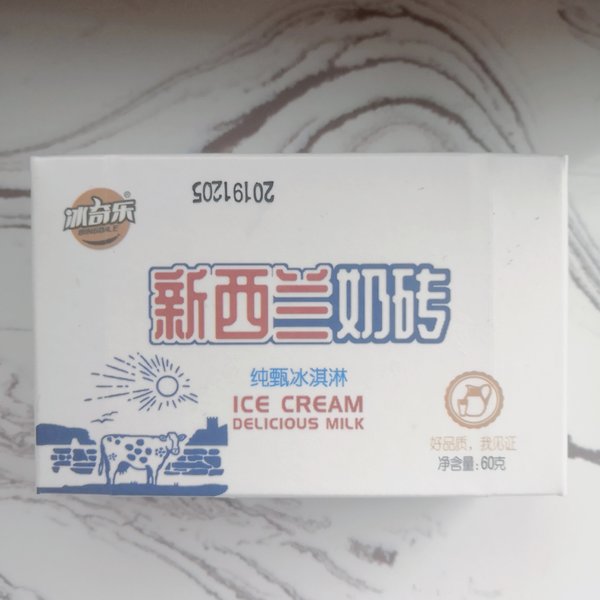 20191205
冰奇乐
新西兰奶砖
纯甄冰淇淋
ICE CREAM
DELICIOUS MILK
好品质，我见证
净含量:60克